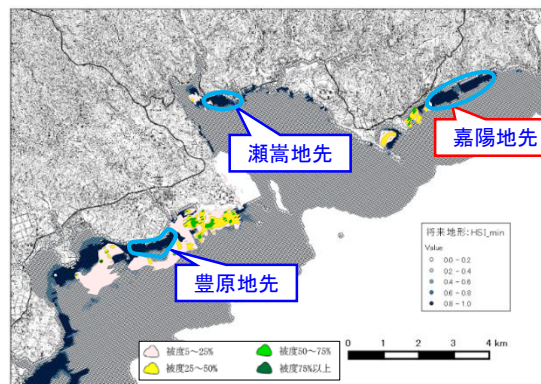 瀬嵩地先
嘉陽地先
豊原地先
将来地形:HSI_min
Value
0.0 - 0.2
0.2 - 0.4
0.4 - 0.6
0.6 - 0.8
0.8 - 1.0
被度5～25%
被度50～75%
被度25～50%
被度75%以上
0 1 2 3 4 km